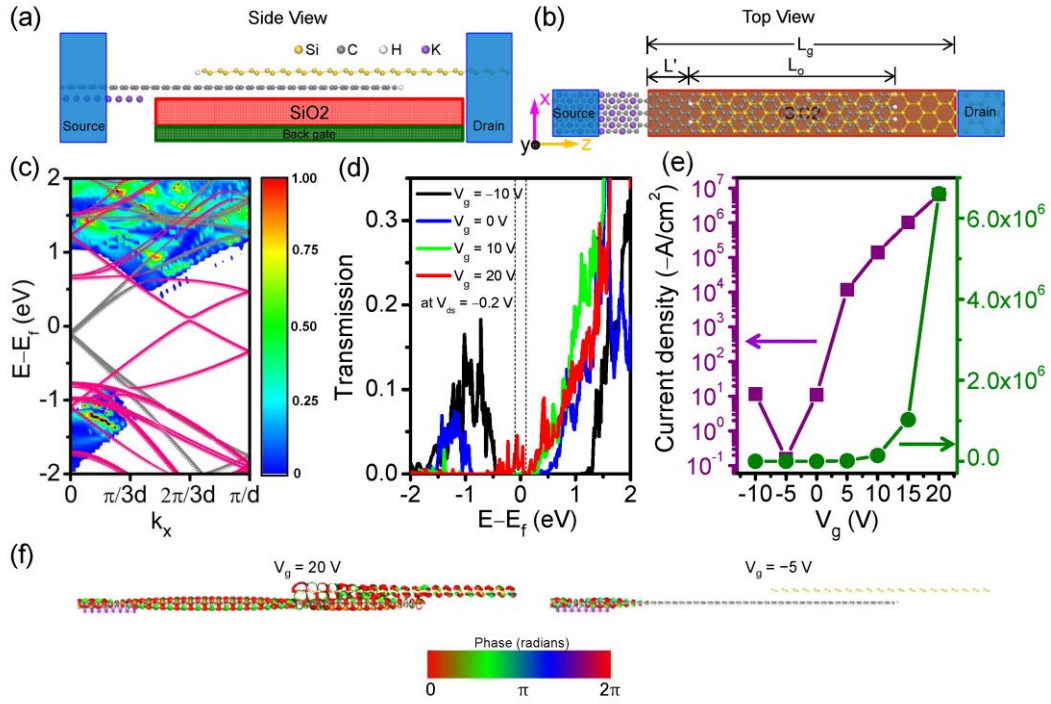 (a)
Side View
Si C H K
SiO2
Back gate
Source
Drain
(b)
Top View
L_g
L'
L_o
Source
SiO2
Drain
x
y
z
(c)
2
1
0
-1
-2
E-E_f (eV)
0 π/3d 2π/3d π/d
k_x
1.00
0.75
0.50
0.25
0
(d)
V_g = -10 V
V_g = 0 V
V_g = 10 V
V_g = 20 V
at V_ds = -0.2 V
0.3
0.2
0.1
0.0
Transmission
-2 -1 0 1 2
E-E_f (eV)
(e)
10^7
10^6
10^5
10^4
10^3
10^2
10^1
10^0
10^-1
Current density (-A/cm^2)
6.0x10^6
4.0x10^6
2.0x10^6
0.0
-10 -5 0 5 10 15 20
V_g (V)
(f)
V_g = 20 V
V_g = -5 V
Phase (radians)
0 π 2π